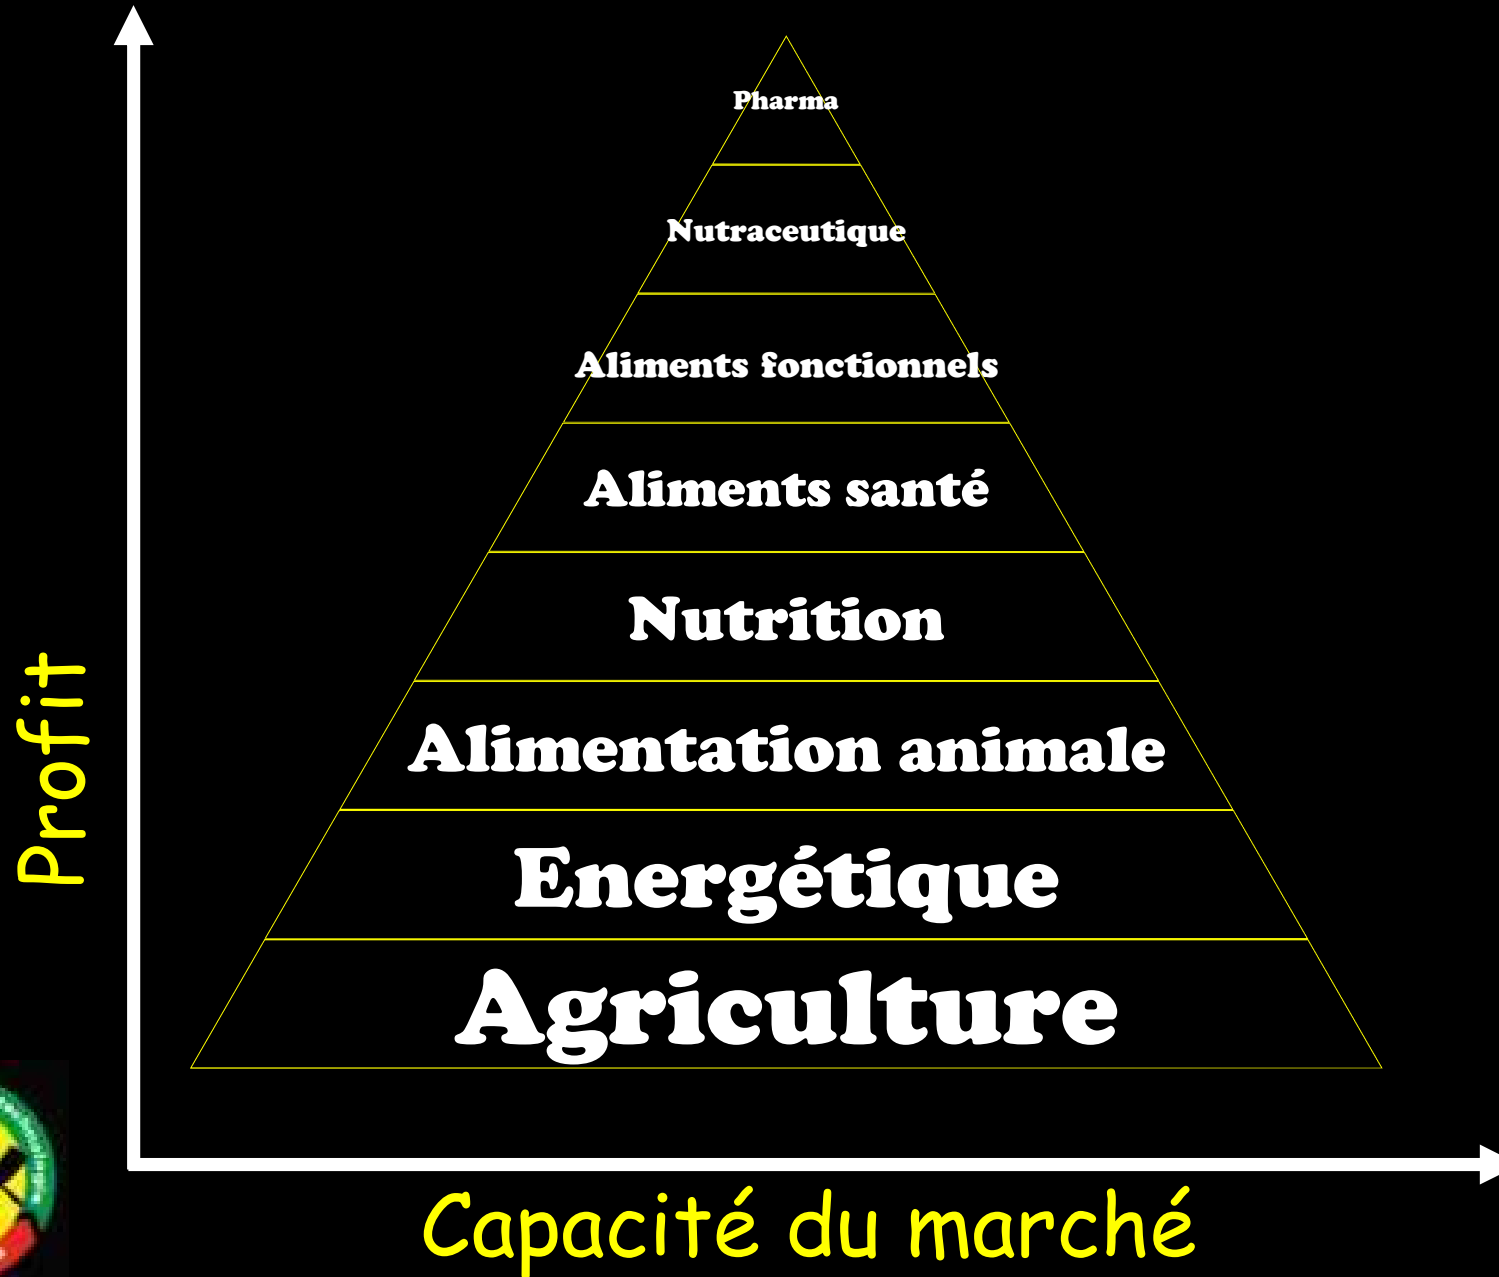 Pharma
Nutraceutique
Aliments fonctionnels
Aliments santé
Nutrition
Alimentation animale
Energétique
Agriculture
Profit
Capacité du marché